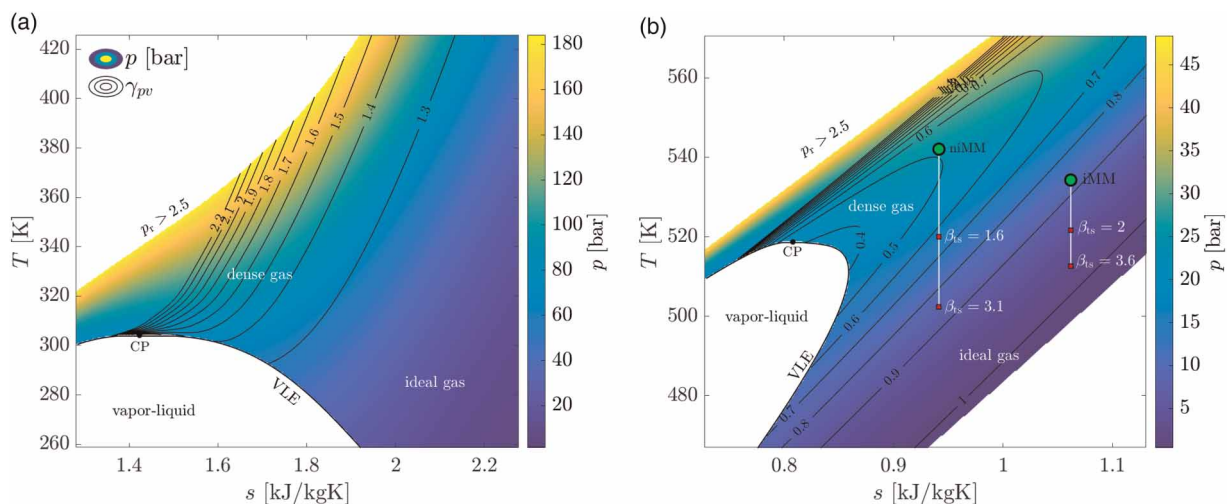 (a)
p [bar]
γpv
T [K]
420
400
380
360
340
320
300
280
260
1.4
1.6
1.8
2
2.2
s [kJ/kgK]
pr > 2.5
2.2
2.1
2
1.9
1.8
1.7
1.6
1.5
1.4
1.3
dense gas
CP
VLE
ideal gas
vapor-liquid
180
160
140
120
100
80
60
40
20
p [bar]
(b)
T [K]
560
540
520
500
480
0.8
0.9
1
1.1
s [kJ/kgK]
pr > 2.5
0.7
0.6
0.7
0.8
niMM
iMM
dense gas
0.4
0.5
CP
βts = 1.6
βts = 2
βts = 3.6
βts = 3.1
vapor-liquid
0.6
VLE
ideal gas
0.9
0.7
0.8
1
45
40
35
30
25
20
15
10
5
p [bar]